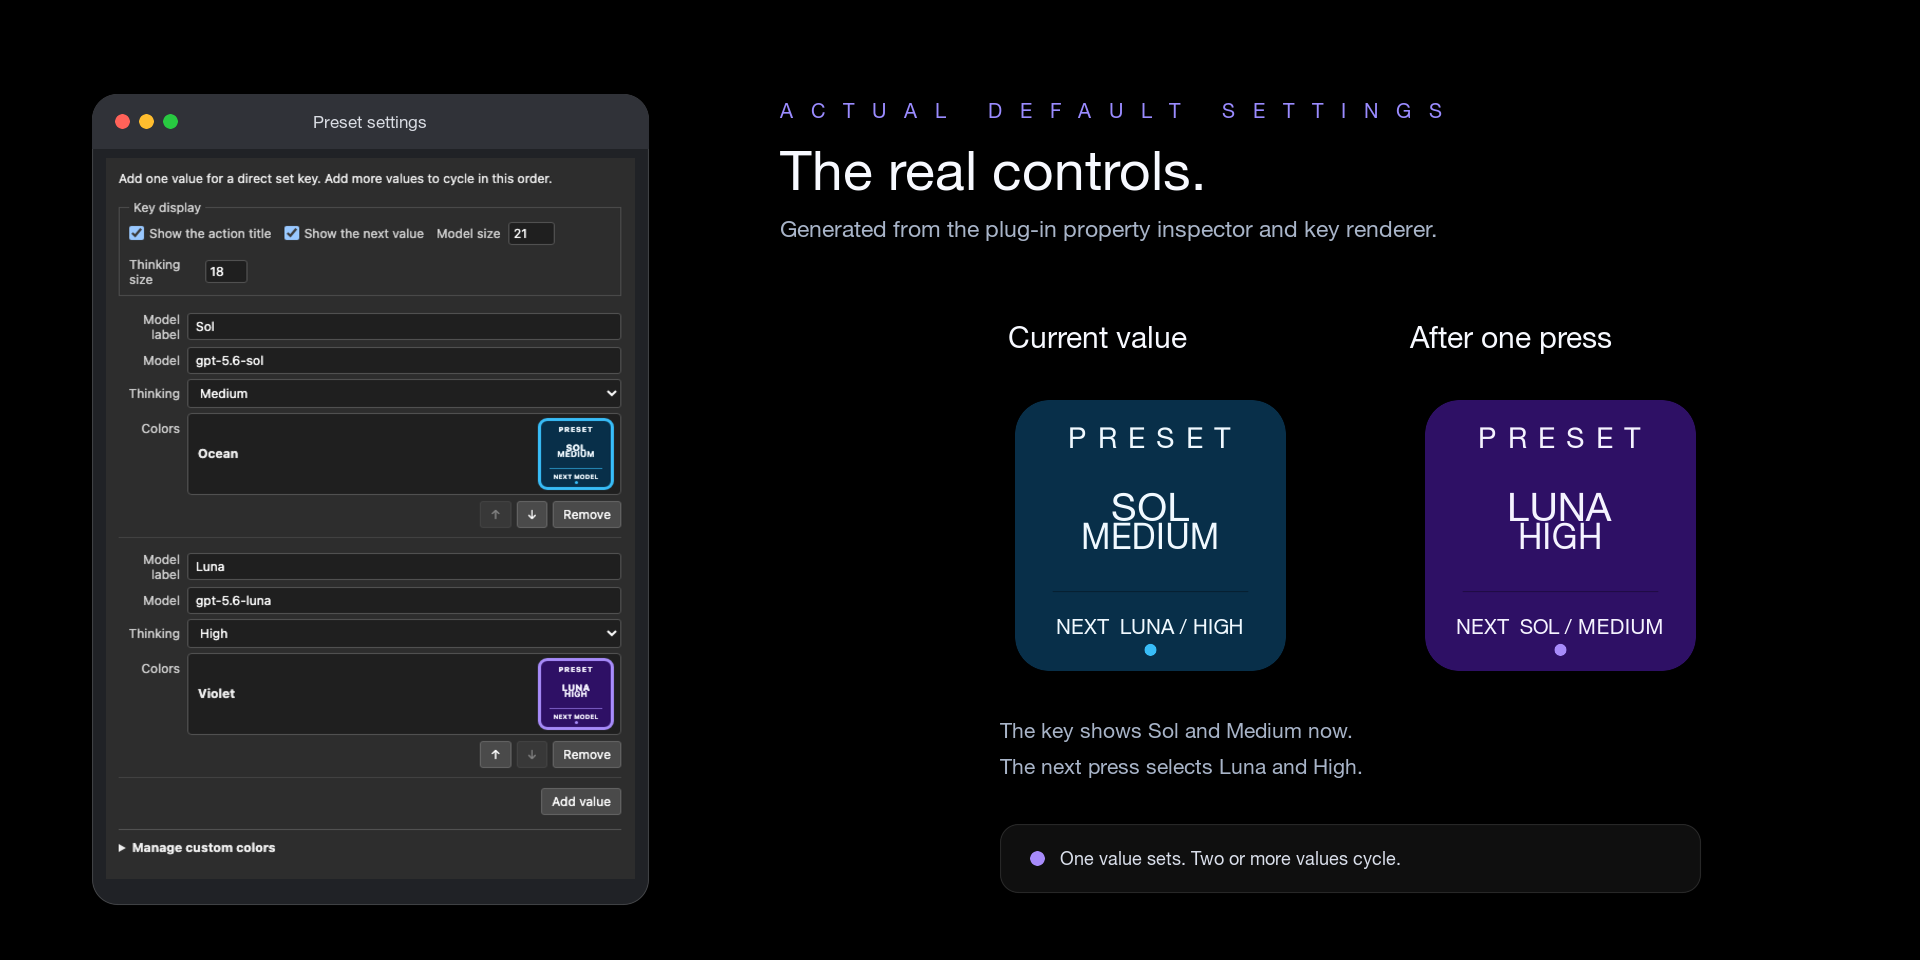 Preset settings
Add one value for a direct set key. Add more values to cycle in this order.
Key display
Show the action title
Show the next value
Model size
21
Thinking
size
18
Model
label
Sol
Model
gpt-5.6-sol
Thinking
Medium
Colors
Ocean
PRESET
SOL
MEDIUM
NEXT MODEL
↑
↓
Remove
Model
label
Luna
Model
gpt-5.6-luna
Thinking
High
Colors
Violet
PRESET
LUNA
HIGH
NEXT MODEL
↑
↓
Remove
Add value
Manage custom colors
ACTUAL DEFAULT SETTINGS
The real controls.
Generated from the plug-in property inspector and key renderer.
Current value
PRESET
SOL
MEDIUM
NEXT LUNA / HIGH
After one press
PRESET
LUNA
HIGH
NEXT SOL / MEDIUM
The key shows Sol and Medium now.
The next press selects Luna and High.
One value sets. Two or more values cycle.